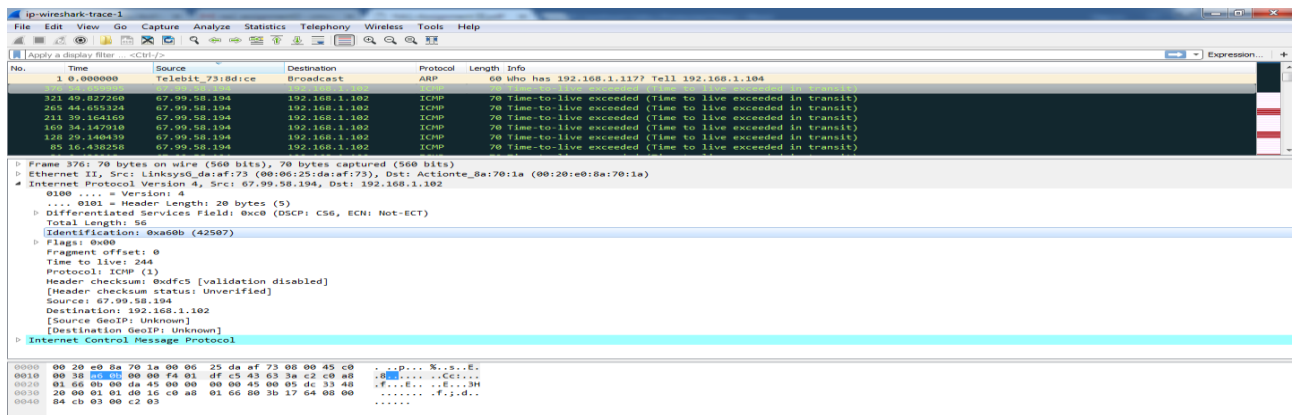 ip-wireshark-trace-1
File Edit View Go Capture Analyze Statistics Telephony Wireless Tools Help
Apply a display filter ... <Ctrl-/> Expression... +
No. Time Source Destination Protocol Length Info
1 0.000000 Telebit_73:8d:ce Broadcast ARP 60 Who has 192.168.1.117? Tell 192.168.1.104
376 54.659995 67.99.58.194 192.168.1.102 ICMP 70 Time-to-live exceeded (Time to live exceeded in transit)
321 49.827260 67.99.58.194 192.168.1.102 ICMP 70 Time-to-live exceeded (Time to live exceeded in transit)
265 44.655324 67.99.58.194 192.168.1.102 ICMP 70 Time-to-live exceeded (Time to live exceeded in transit)
211 39.164169 67.99.58.194 192.168.1.102 ICMP 70 Time-to-live exceeded (Time to live exceeded in transit)
169 34.147910 67.99.58.194 192.168.1.102 ICMP 70 Time-to-live exceeded (Time to live exceeded in transit)
128 29.140439 67.99.58.194 192.168.1.102 ICMP 70 Time-to-live exceeded (Time to live exceeded in transit)
85 16.438258 67.99.58.194 192.168.1.102 ICMP 70 Time-to-live exceeded (Time to live exceeded in transit)
Frame 376: 70 bytes on wire (560 bits), 70 bytes captured (560 bits)
Ethernet II, Src: LinksysG_da:af:73 (00:06:25:da:af:73), Dst: Actionte_8a:70:1a (00:20:e0:8a:70:1a)
Internet Protocol Version 4, Src: 67.99.58.194, Dst: 192.168.1.102
0100 .... = Version: 4
.... 0101 = Header Length: 20 bytes (5)
Differentiated Services Field: 0xc0 (DSCP: CS6, ECN: Not-ECT)
Total Length: 56
Identification: 0xa60b (42507)
Flags: 0x00
Fragment offset: 0
Time to live: 244
Protocol: ICMP (1)
Header checksum: 0xdfc5 [validation disabled]
[Header checksum status: Unverified]
Source: 67.99.58.194
Destination: 192.168.1.102
[Source GeoIP: Unknown]
[Destination GeoIP: Unknown]
Internet Control Message Protocol
0000 00 20 e0 8a 70 1a 00 06 25 da af 73 08 00 45 c0 . ..p... %..s..E.
0010 00 38 a6 0b 00 00 f4 01 df c5 43 63 3a c2 c0 a8 .8...... ..Cc:...
0020 01 66 0b 00 da 45 00 00 00 00 45 00 05 dc 33 48 .f...E.. ..E...3H
0030 20 00 01 01 d0 16 c0 a8 01 66 80 3b 17 64 08 00 ....... .f.;.d..
0040 84 cb 03 00 c2 03 ......